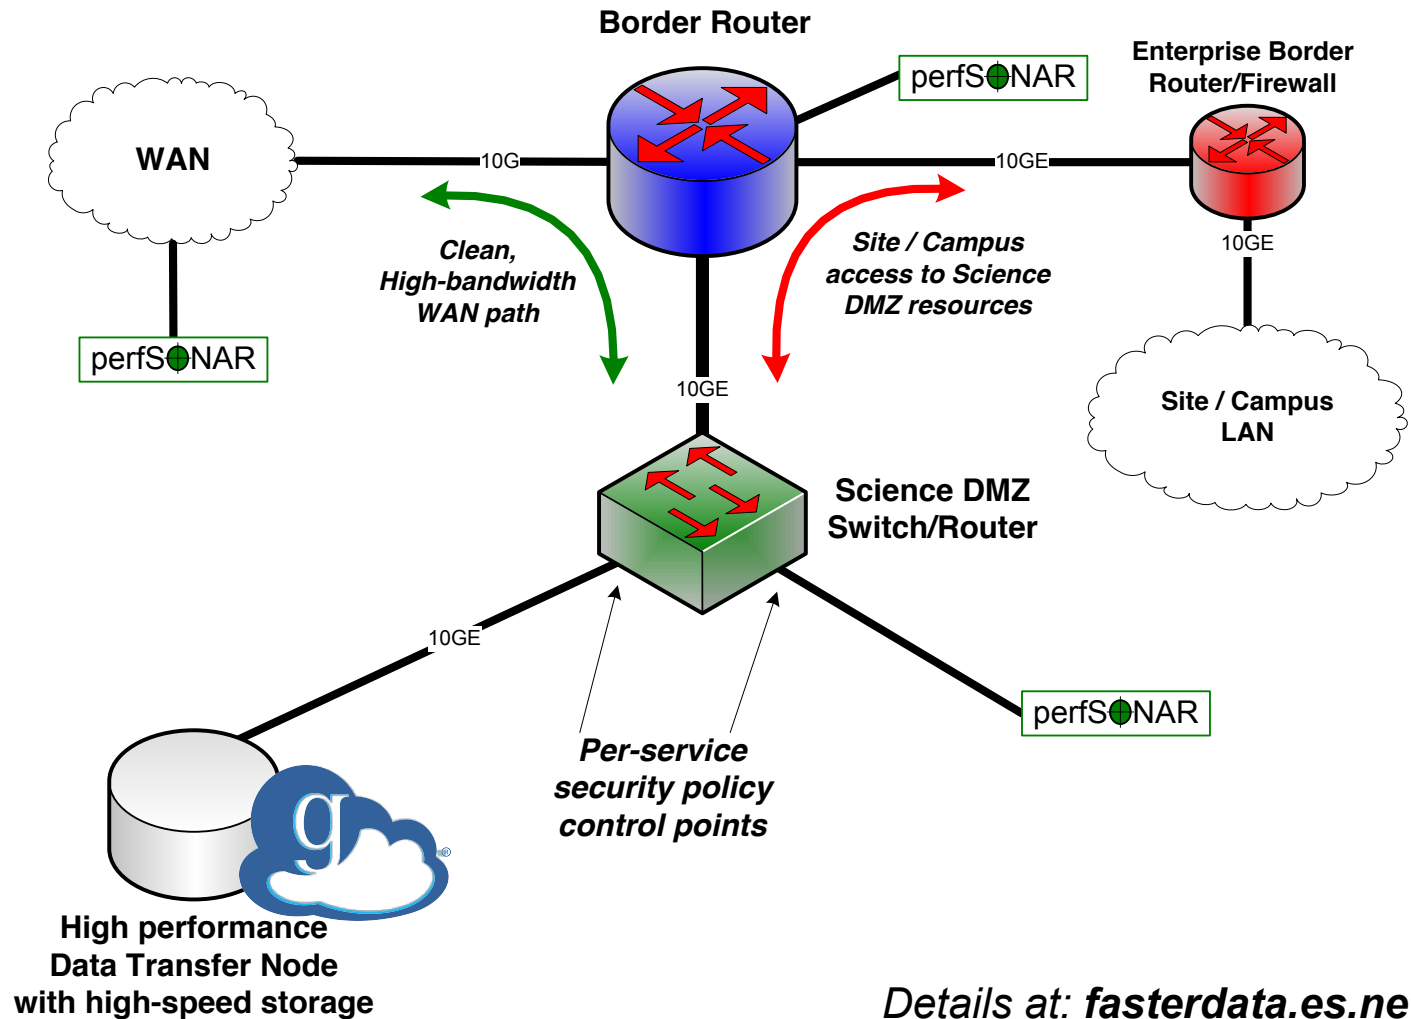 Border Router
Enterprise Border
Router/Firewall
perfSONAR
WAN
10G
10GE
10GE
Clean,
High-bandwidth
WAN path
Site / Campus
access to Science
DMZ resources
perfSONAR
10GE
Site / Campus
LAN
Science DMZ
Switch/Router
10GE
perfSONAR
Per-service
security policy
control points
g
®
High performance
Data Transfer Node
with high-speed storage
Details at: fasterdata.es.ne